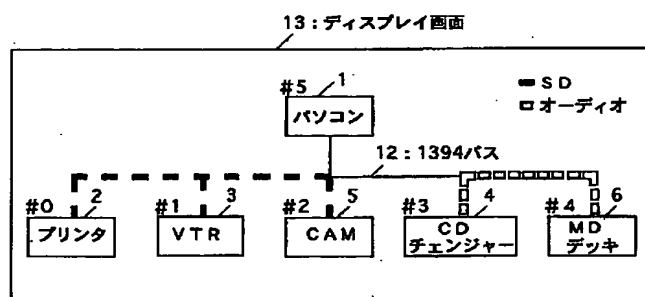 13：ディスプレイ画面
#5 1
パソコン
SD
オーディオ
12：1394バス
#0 2
プリンタ
#1 3
VTR
#2 5
CAM
#3 4
CD
チェンジャー
#4 6
MD
デッキ